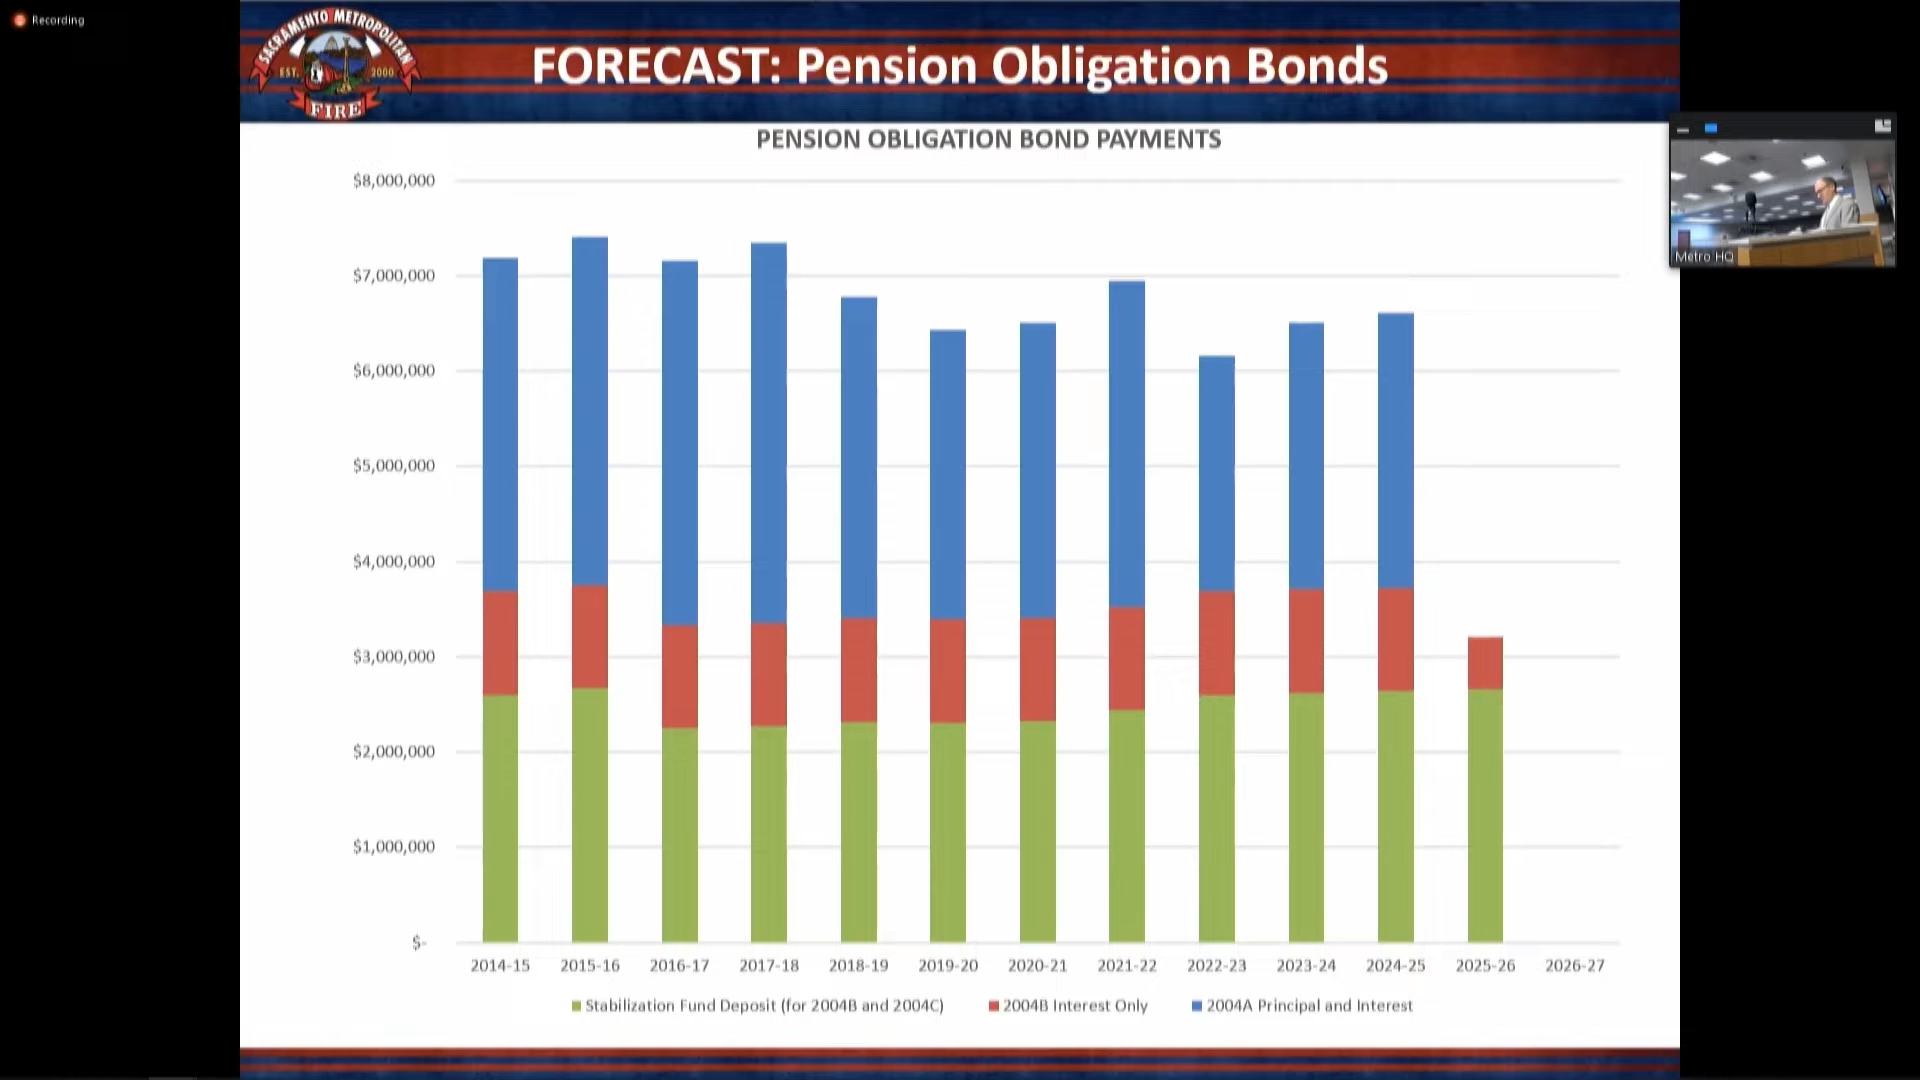 Recording
SACRAMENTO METROPOLITAN
EST. 2000
FIRE
FORECAST: Pension Obligation Bonds
PENSION OBLIGATION BOND PAYMENTS
$8,000,000
$7,000,000
$6,000,000
$5,000,000
$4,000,000
$3,000,000
$2,000,000
$1,000,000
$-
2014-15 2015-16 2016-17 2017-18 2018-19 2019-20 2020-21 2021-22 2022-23 2023-24 2024-25 2025-26 2026-27
Stabilization Fund Deposit (for 2004B and 2004C) 2004B Interest Only 2004A Principal and Interest
Metro HQ